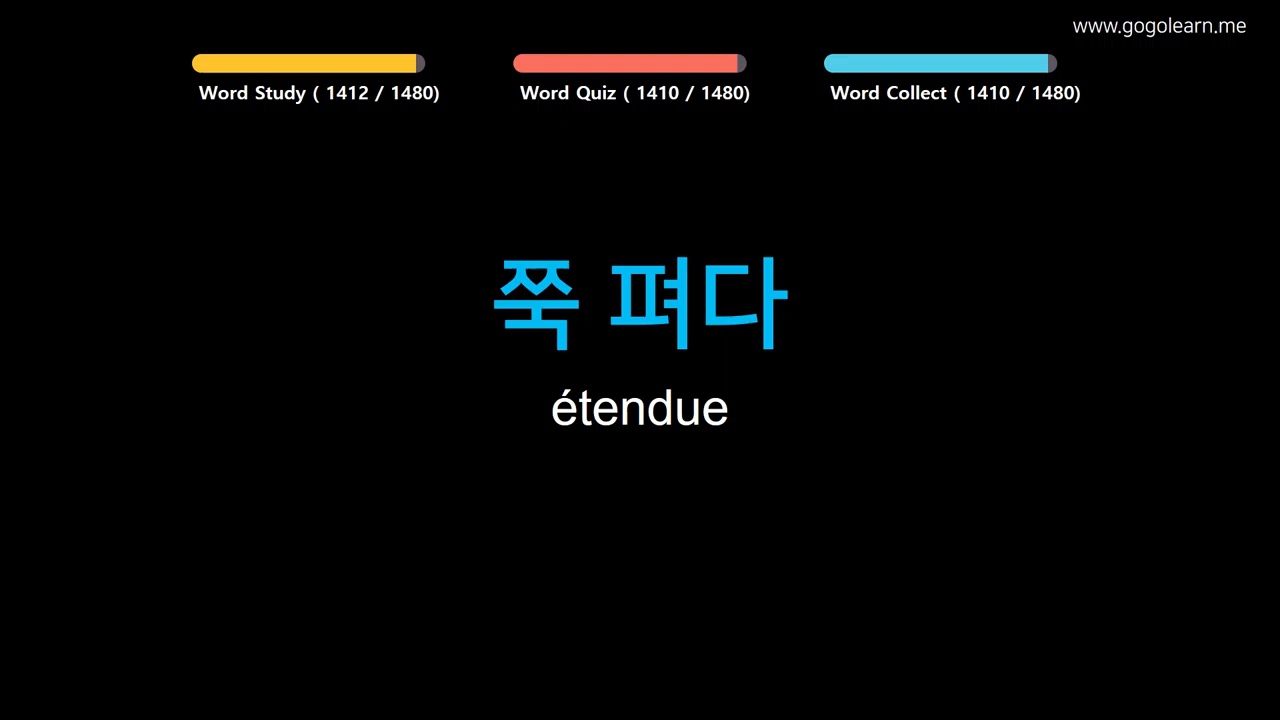 www.gogolearn.me
Word Study ( 1412 / 1480)
Word Quiz ( 1410 / 1480)
Word Collect ( 1410 / 1480)
쭉 펴다
étendue